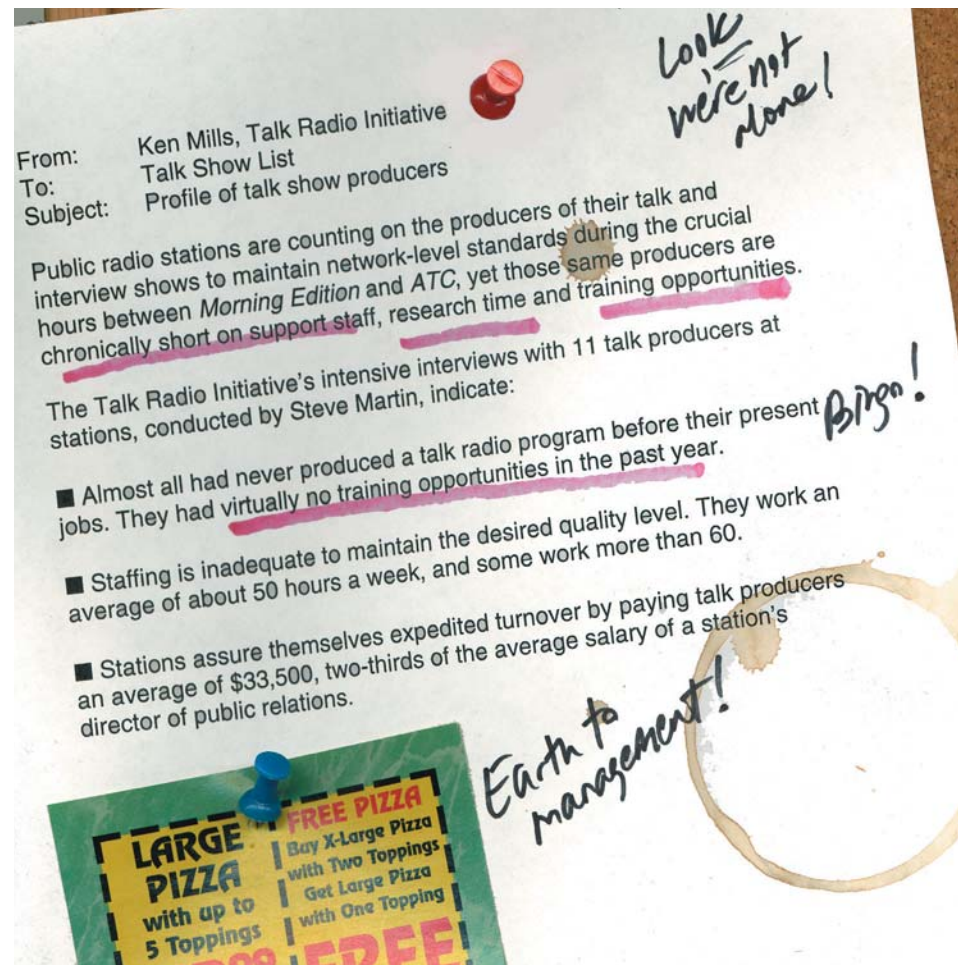 Look
we're not
alone!
From: Ken Mills, Talk Radio Initiative
To: Talk Show List
Subject: Profile of talk show producers
Public radio stations are counting on the producers of their talk and
interview shows to maintain network-level standards during the crucial
hours between Morning Edition and ATC, yet those same producers are
chronically short on support staff, research time and training opportunities.
The Talk Radio Initiative's intensive interviews with 11 talk producers at
stations, conducted by Steve Martin, indicate:
■ Almost all had never produced a talk radio program before their present
jobs. They had virtually no training opportunities in the past year.
Bingo!
■ Staffing is inadequate to maintain the desired quality level. They work an
average of about 50 hours a week, and some work more than 60.
■ Stations assure themselves expedited turnover by paying talk producers
an average of $33,500, two-thirds of the average salary of a station's
director of public relations.
Earth to
management!
LARGE
PIZZA
with up to
5 Toppings
FREE PIZZA
Buy X-Large Pizza
with Two Toppings
Get Large Pizza
with One Topping
FREE